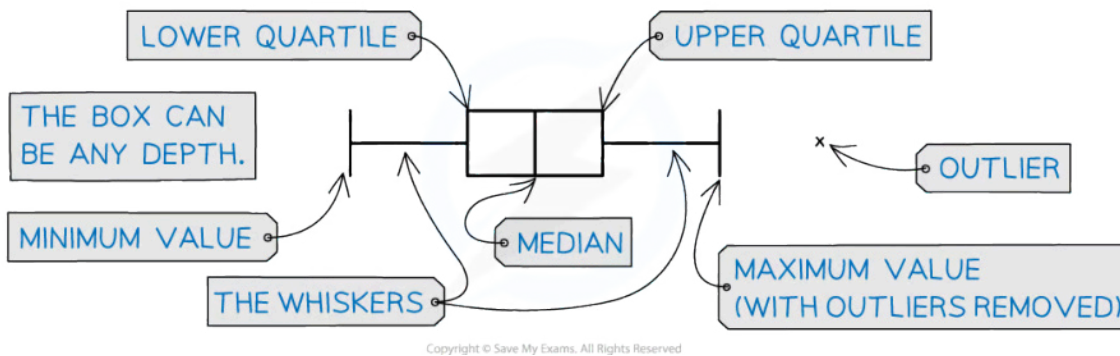 LOWER QUARTILE
UPPER QUARTILE
THE BOX CAN
BE ANY DEPTH.
x
OUTLIER
MINIMUM VALUE
MEDIAN
THE WHISKERS
MAXIMUM VALUE
(WITH OUTLIERS REMOVED)
Copyright © Save My Exams. All Rights Reserved